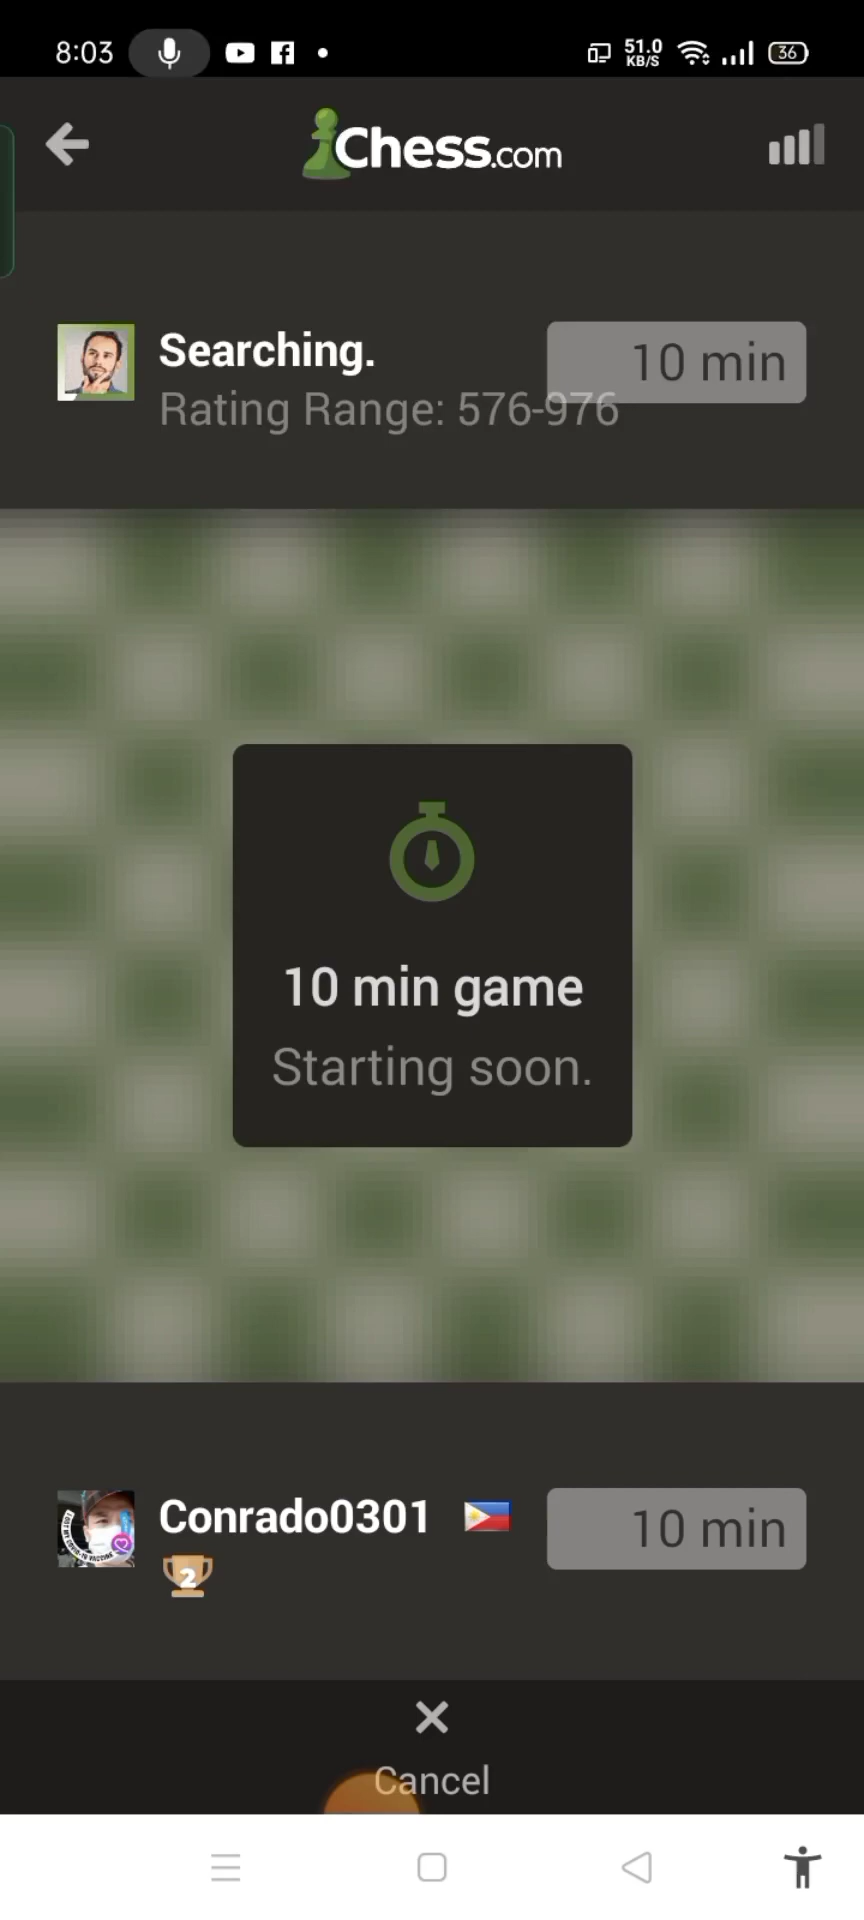 8:03
51.0
KB/S
36
Chess.com
Searching.
10 min
Rating Range: 576-976
10 min game
Starting soon.
Conrado0301
10 min
2
Cancel